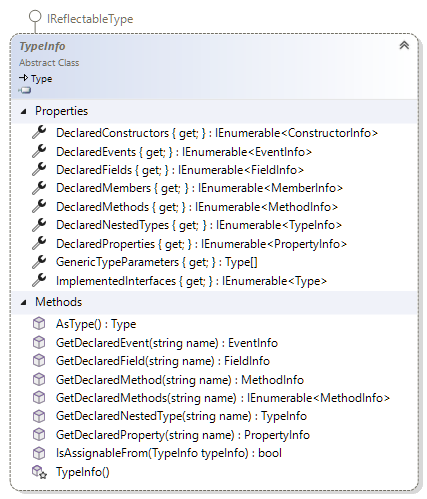 IReflectableType
TypeInfo
Abstract Class
Type
Properties
DeclaredConstructors { get; } : IEnumerable<ConstructorInfo>
DeclaredEvents { get; } : IEnumerable<EventInfo>
DeclaredFields { get; } : IEnumerable<FieldInfo>
DeclaredMembers { get; } : IEnumerable<MemberInfo>
DeclaredMethods { get; } : IEnumerable<MethodInfo>
DeclaredNestedTypes { get; } : IEnumerable<TypeInfo>
DeclaredProperties { get; } : IEnumerable<PropertyInfo>
GenericTypeParameters { get; } : Type[]
ImplementedInterfaces { get; } : IEnumerable<Type>
Methods
AsType() : Type
GetDeclaredEvent(string name) : EventInfo
GetDeclaredField(string name) : FieldInfo
GetDeclaredMethod(string name) : MethodInfo
GetDeclaredMethods(string name) : IEnumerable<MethodInfo>
GetDeclaredNestedType(string name) : TypeInfo
GetDeclaredProperty(string name) : PropertyInfo
IsAssignableFrom(TypeInfo typeInfo) : bool
TypeInfo()